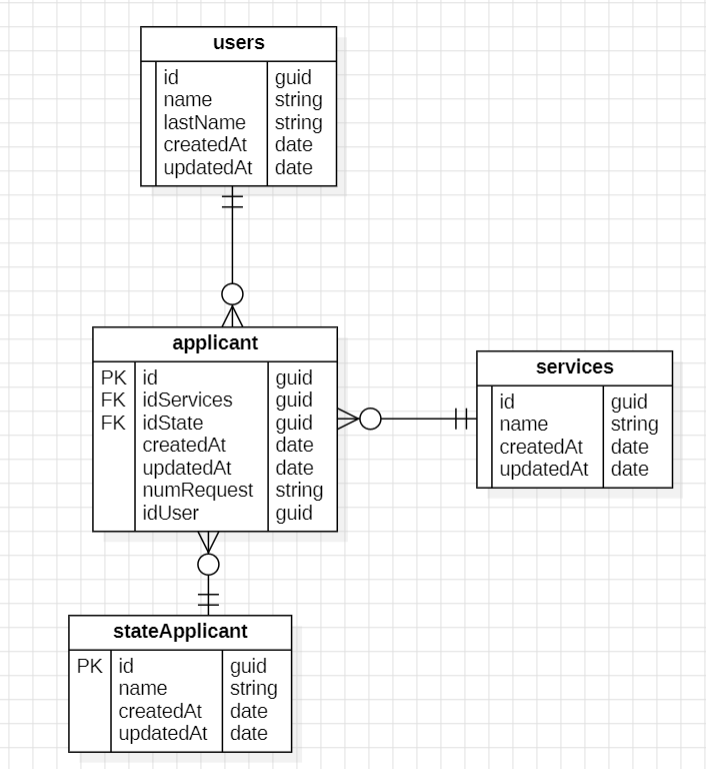 users
id guid
name string
lastName string
createdAt date
updatedAt date
applicant
PK id guid
FK idServices guid
FK idState guid
createdAt date
updatedAt date
numRequest string
idUser guid
services
id guid
name string
createdAt date
updatedAt date
stateApplicant
PK id guid
name string
createdAt date
updatedAt date